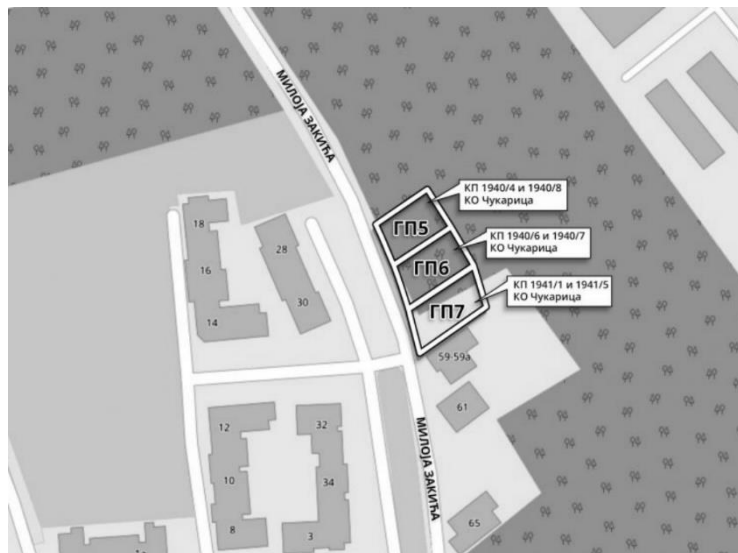 МИЛОЈА ЗАКИЋА
КП 1940/4 и 1940/8
КО Чукарица
ГП5
КП 1940/6 и 1940/7
КО Чукарица
ГП6
КП 1941/1 и 1941/5
КО Чукарица
ГП7
18
28
16
30
14
59-59а
61
12
32
МИЛОЈА ЗАКИЋА
10
34
8
3
65